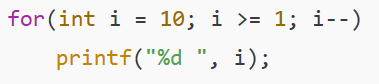 for(int i = 10; i >= 1; i--)
    printf("%d ", i);